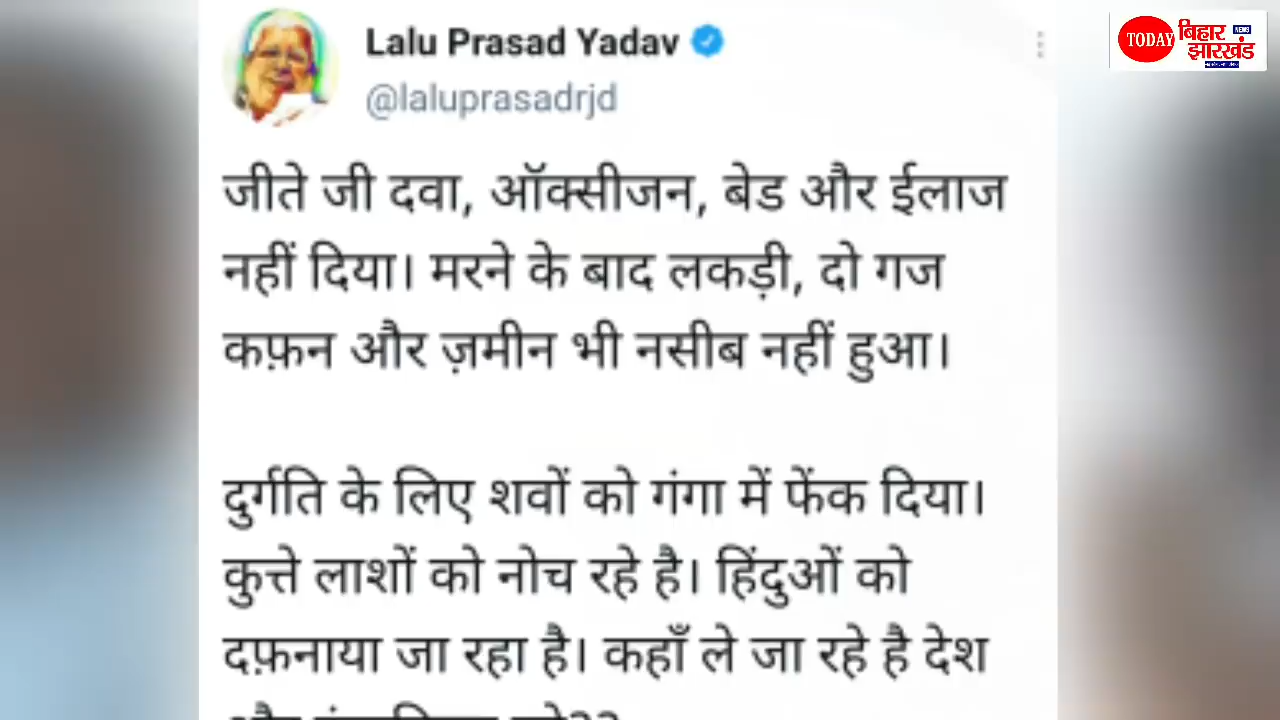 Lalu Prasad Yadav
@laluprasadrjd
TODAY
बिहार
NEWS
झारखंड
जीते जी दवा, ऑक्सीजन, बेड और ईलाज
नहीं दिया। मरने के बाद लकड़ी, दो गज
कफ़न और ज़मीन भी नसीब नहीं हुआ।
दुर्गति के लिए शवों को गंगा में फेंक दिया।
कुत्ते लाशों को नोच रहे है। हिंदुओं को
दफ़नाया जा रहा है। कहाँ ले जा रहे है देश